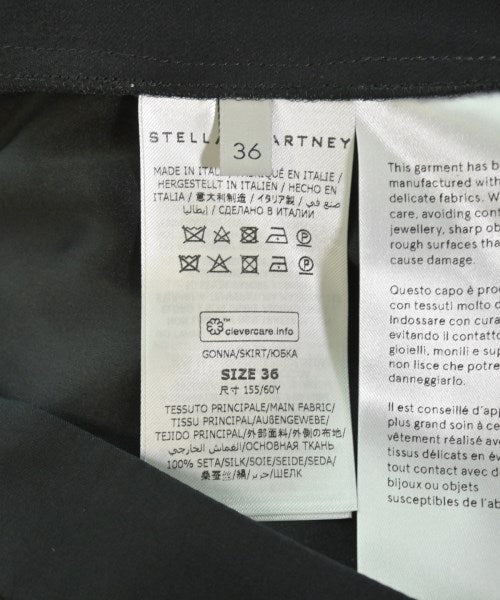 STELLA McCARTNEY
36
MADE IN ITALY/FABRIQUÉ EN ITALIE/
HERGESTELLT IN ITALIEN / HECHO EN
ITALIA / 意大利制造 / イタリア製 / صنع في
إيطاليا / СДЕЛАНО В ИТАЛИИ
clevercare.info
GONNA/SKIRT/ЮБКА
SIZE 36
尺寸 155/60Y
TESSUTO PRINCIPALE/MAIN FABRIC/
TISSU PRINCIPAL/AUßENGEWEBE/
TEJIDO PRINCIPAL/外部面料/外側の布地/
القماش الخارجي/ОСНОВНАЯ ТКАНЬ
100% SETA/SILK/SOIE/SEIDE/SEDA/
桑蚕丝/絹/حرير/ШЕЛК
This garment has be
manufactured with
delicate fabrics. W
care, avoiding cont
jewellery, sharp ob
rough surfaces tha
cause damage.
Questo capo è pro
con tessuti molto d
Indossare con cura
evitando il contatto
gioielli, monili e sup
non lisce che potre
danneggiarlo.
Il est conseillé d'app
plus grand soin à ce
vêtement réalisé ave
tissus délicats en év
tout contact avec de
bijoux ou objets
susceptibles de l'ab